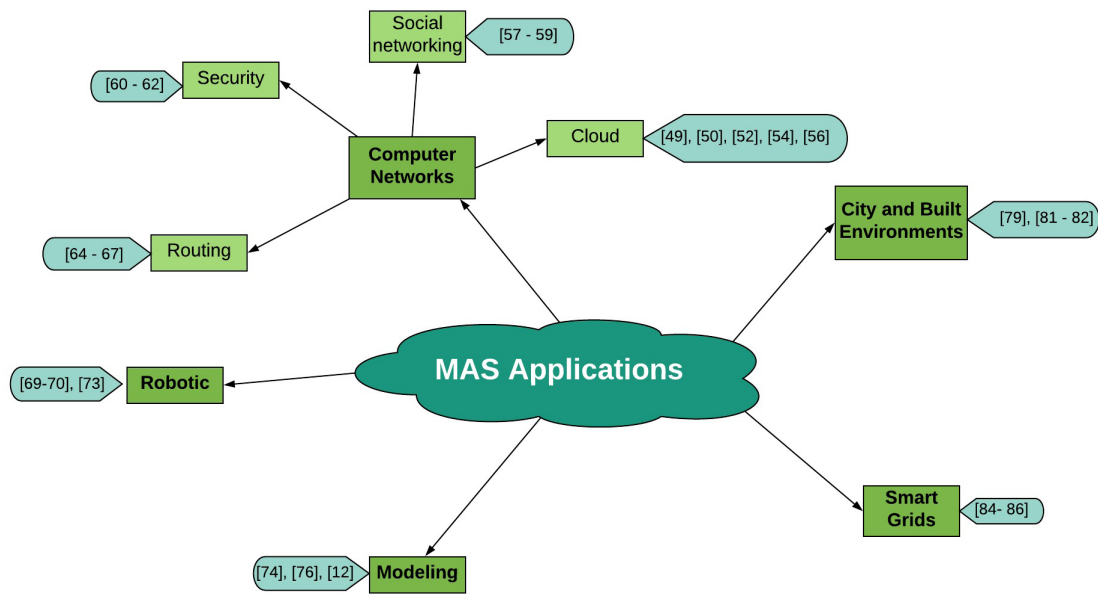 Social
networking
[57 - 59]
[60 - 62]
Security
Cloud
[49], [50], [52], [54], [56]
Computer
Networks
City and Built
Environments
[79], [81 - 82]
[64 - 67]
Routing
MAS Applications
[69-70], [73]
Robotic
Smart
Grids
[84- 86]
[74], [76], [12]
Modeling